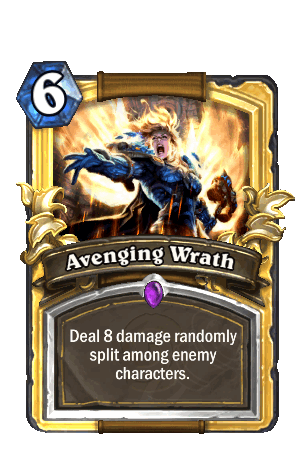 6
Avenging Wrath
Deal 8 damage randomly
split among enemy
characters.